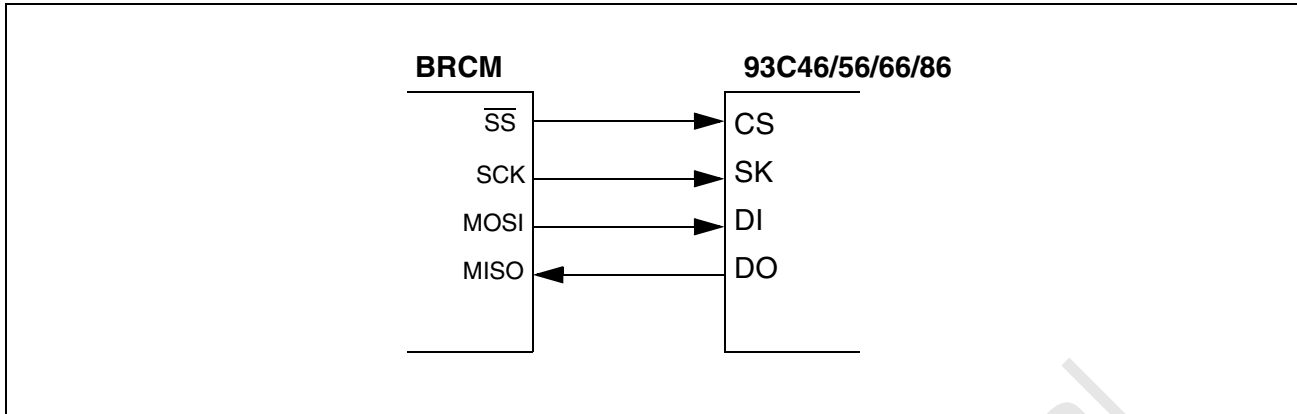 BRCM 93C46/56/66/86
SS CS
SCK SK
MOSI DI
MISO DO